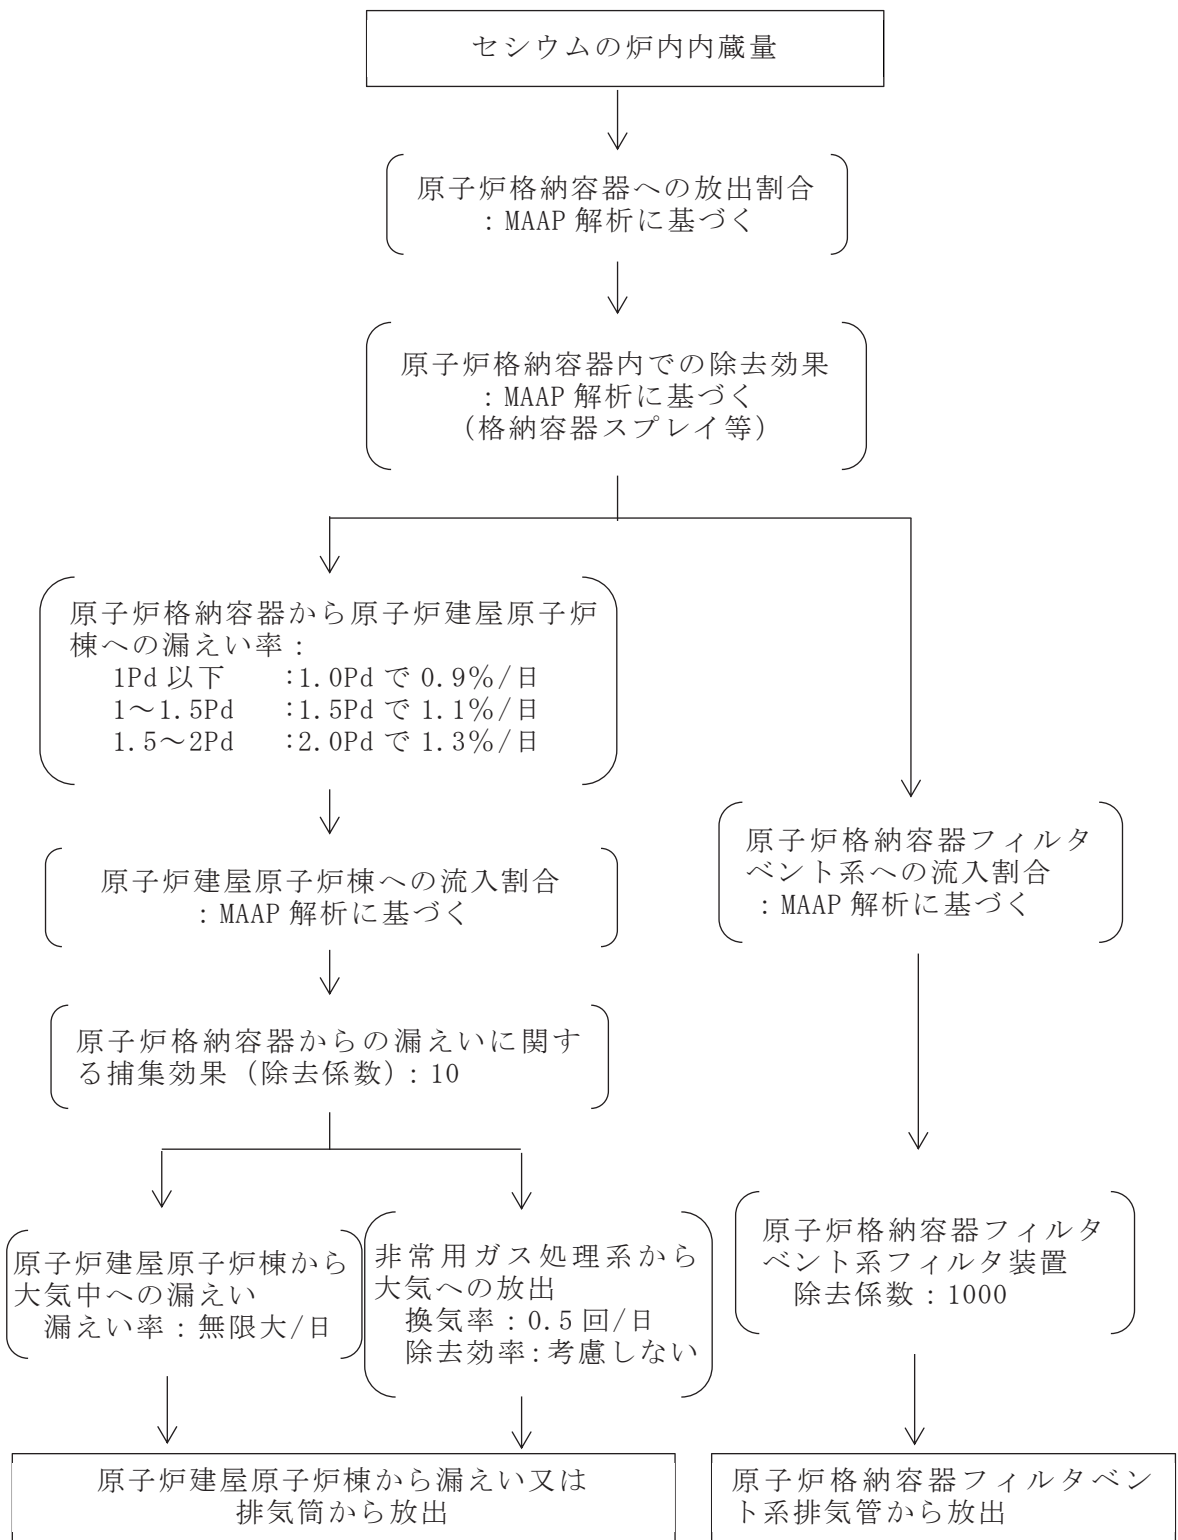 セシウムの炉内内蔵量
原子炉格納容器への放出割合
：MAAP 解析に基づく
原子炉格納容器内での除去効果
：MAAP 解析に基づく
（格納容器スプレイ等）
原子炉格納容器から原子炉建屋原子炉
棟への漏えい率：
1Pd 以下　：1.0Pd で 0.9%/日
1～1.5Pd　：1.5Pd で 1.1%/日
1.5～2Pd　：2.0Pd で 1.3%/日
原子炉建屋原子炉棟への流入割合
：MAAP 解析に基づく
原子炉格納容器からの漏えいに関す
る捕集効果（除去係数）：10
原子炉建屋原子炉棟から
大気中への漏えい
漏えい率：無限大/日
非常用ガス処理系から
大気への放出
換気率：0.5 回/日
除去効率：考慮しない
原子炉建屋原子炉棟から漏えい又は
排気筒から放出
原子炉格納容器フィルタ
ベント系への流入割合
：MAAP 解析に基づく
原子炉格納容器フィルタ
ベント系フィルタ装置
除去係数：1000
原子炉格納容器フィルタベン
ト系排気管から放出